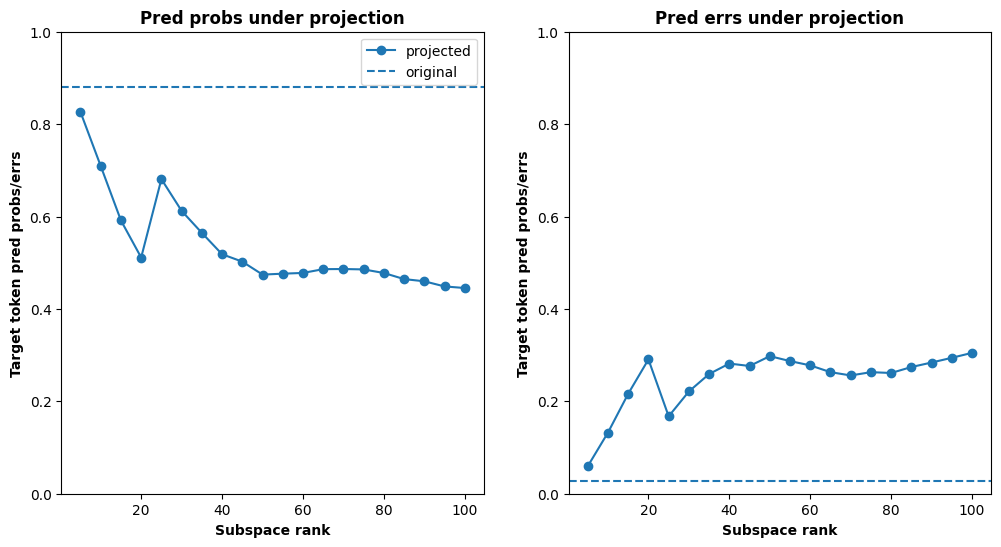 Pred probs under projection
Target token pred probs/errs
1.0
0.8
0.6
0.4
0.2
0.0
projected
original
20
40
60
80
100
Subspace rank
Pred errs under projection
Target token pred probs/errs
1.0
0.8
0.6
0.4
0.2
0.0
20
40
60
80
100
Subspace rank